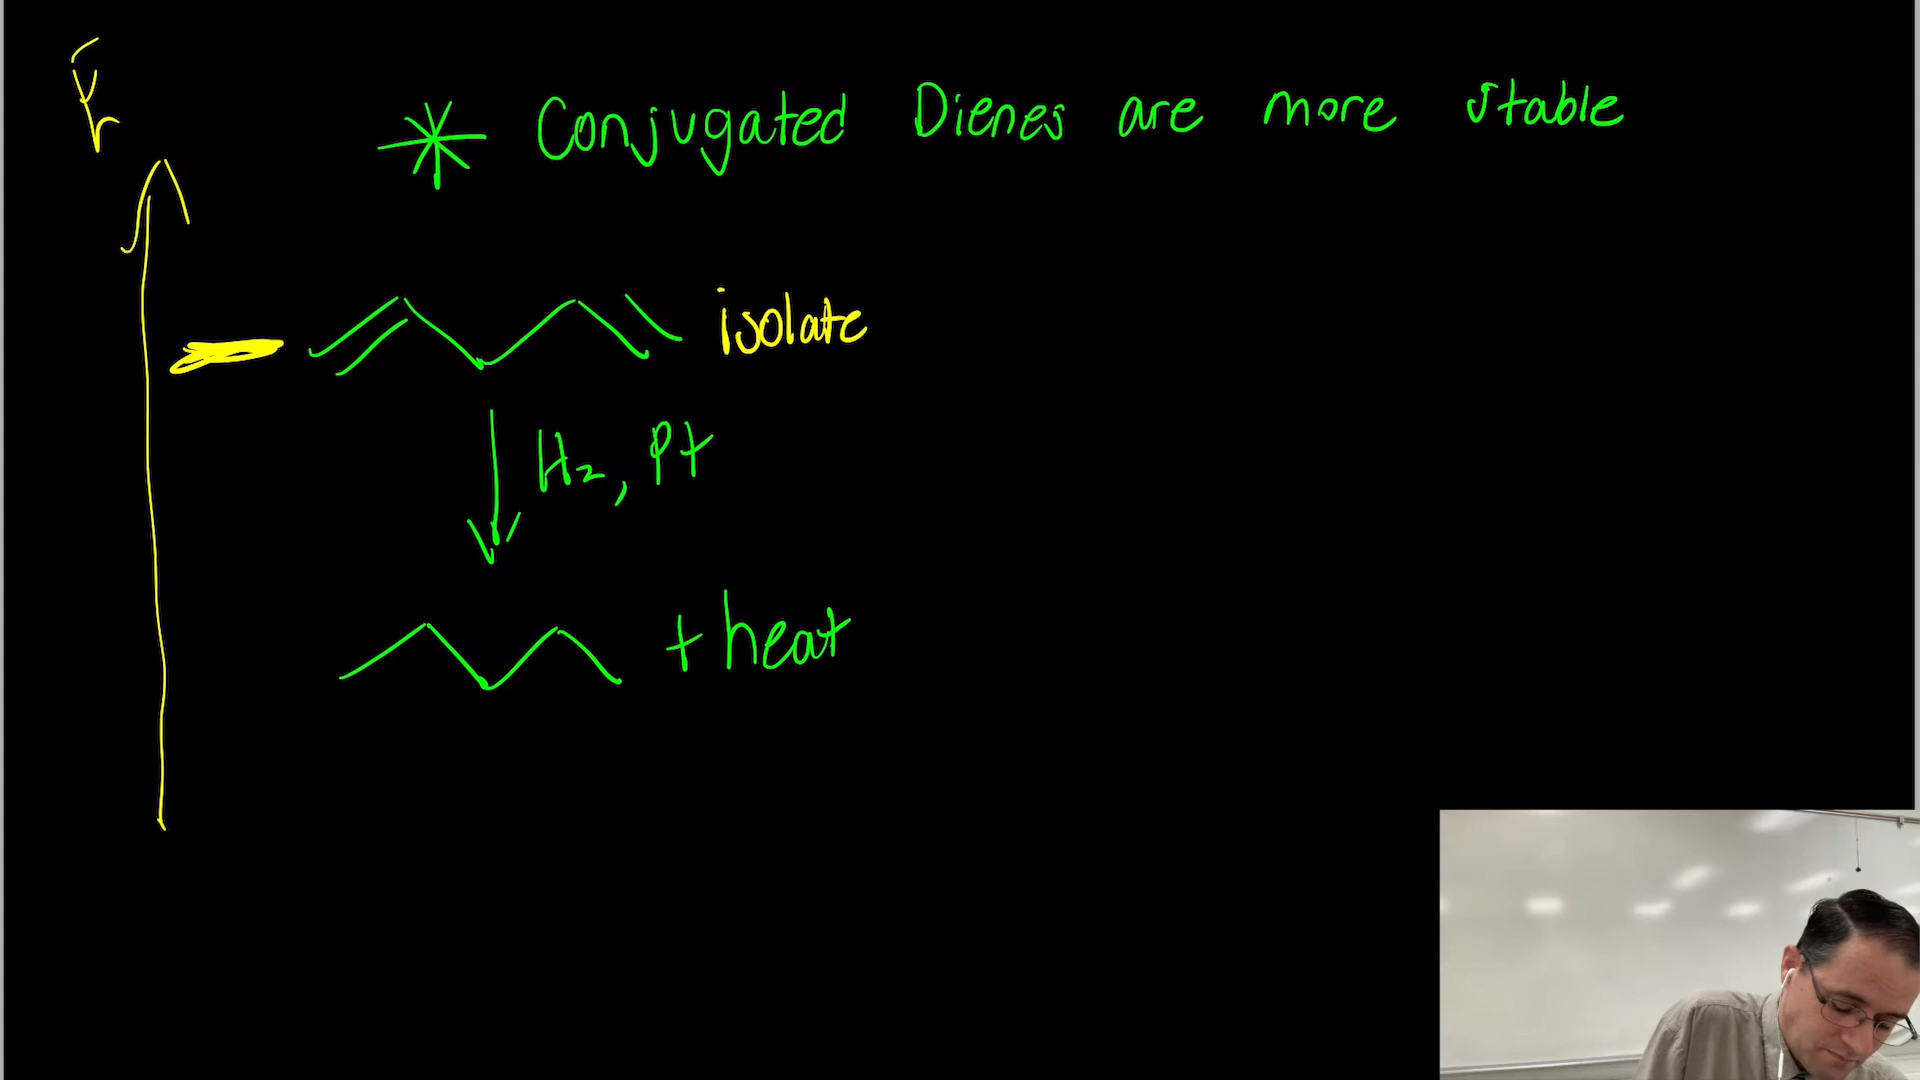 * Conjugated Dienes are more stable
isolate
H₂, Pt
+ heat